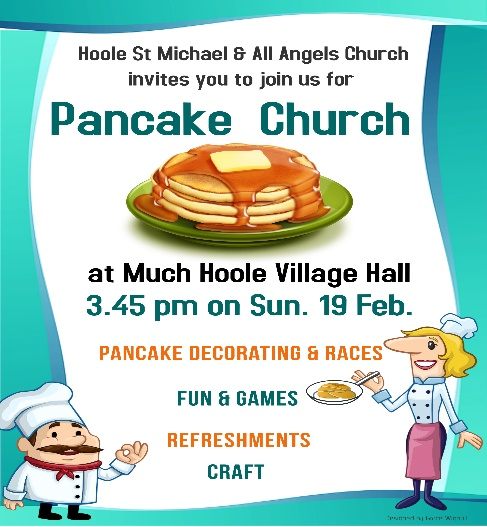 Hoole St Michael & All Angels Church
invites you to join us for
Pancake Church
at Much Hoole Village Hall
3.45 pm on Sun. 19 Feb.
PANCAKE DECORATING & RACES
FUN & GAMES
REFRESHMENTS
CRAFT